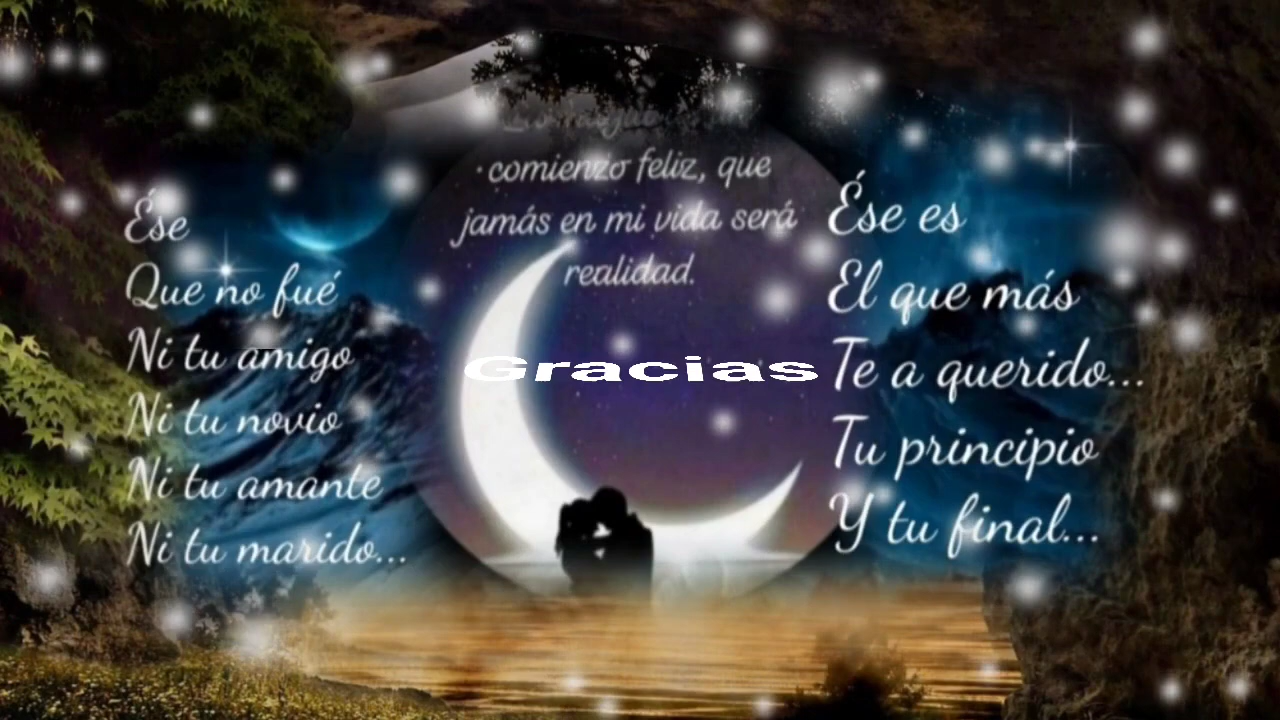 Ése
Que no fué
Ni tu amigo
Ni tu novio
Ni tu amante
Ni tu marido...
comienzo feliz, que
jamás en mi vida será
realidad.
Gracias
Ése es
El que más
Te a querido...
Tu principio
Y tu final...